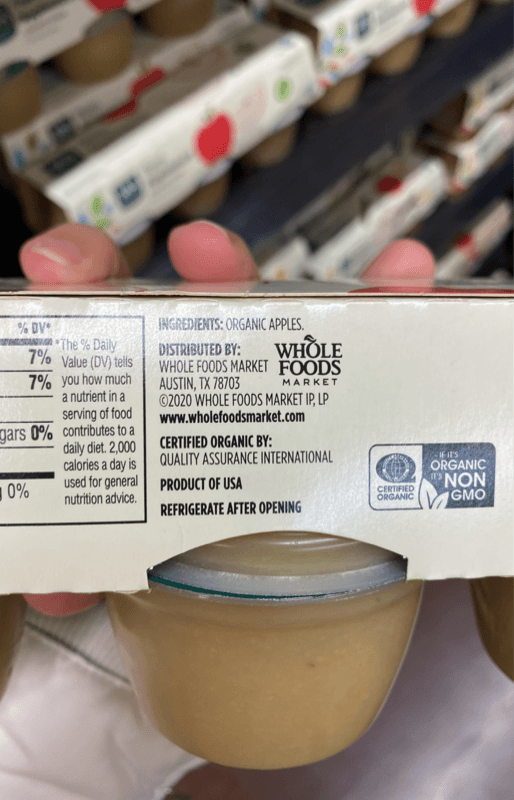 % DV*
7%
7%
gars 0%
0%
*The % Daily
Value (DV) tells
you how much
a nutrient in a
serving of food
contributes to a
daily diet. 2,000
calories a day is
used for general
nutrition advice.
INGREDIENTS: ORGANIC APPLES.
DISTRIBUTED BY:
WHOLE FOODS MARKET
AUSTIN, TX 78703
©2020 WHOLE FOODS MARKET IP, LP
www.wholefoodsmarket.com
WHOLE
FOODS
MARKET
CERTIFIED ORGANIC BY:
QUALITY ASSURANCE INTERNATIONAL
PRODUCT OF USA
REFRIGERATE AFTER OPENING
CERTIFIED
ORGANIC
- IF IT'S
ORGANIC
IT'S NON
GMO